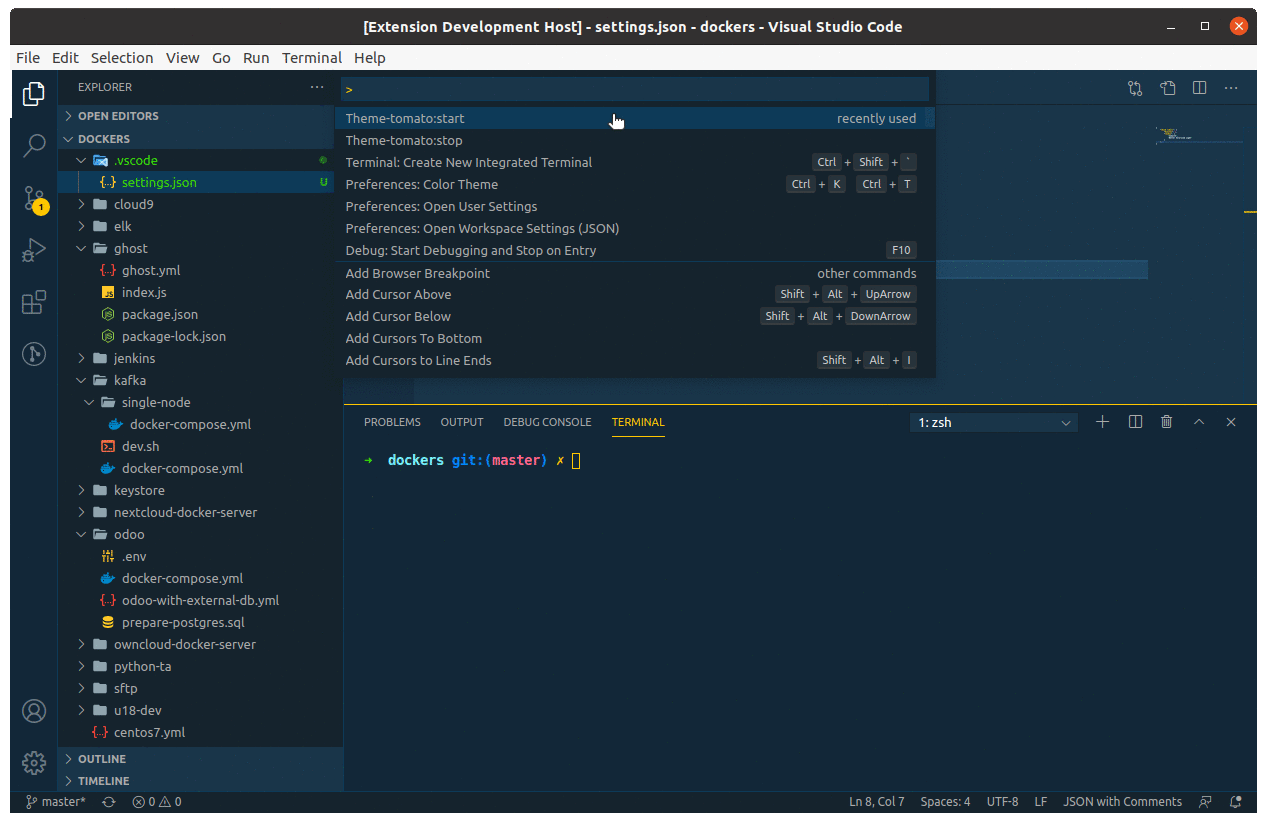 [Extension Development Host] - settings.json - dockers - Visual Studio Code
File Edit Selection View Go Run Terminal Help
EXPLORER
OPEN EDITORS
DOCKERS
.vscode
settings.json U
cloud9
elk
ghost
ghost.yml
index.js
package.json
package-lock.json
jenkins
kafka
single-node
docker-compose.yml
dev.sh
docker-compose.yml
keystore
nextcloud-docker-server
odoo
.env
docker-compose.yml
odoo-with-external-db.yml
prepare-postgres.sql
owncloud-docker-server
python-ta
sftp
u18-dev
centos7.yml
OUTLINE
TIMELINE
1
>
Theme-tomato:start recently used
Theme-tomato:stop
Terminal: Create New Integrated Terminal Ctrl + Shift + `
Preferences: Color Theme Ctrl + K Ctrl + T
Preferences: Open User Settings
Preferences: Open Workspace Settings (JSON)
Debug: Start Debugging and Stop on Entry F10
Add Browser Breakpoint other commands
Add Cursor Above Shift + Alt + UpArrow
Add Cursor Below Shift + Alt + DownArrow
Add Cursors To Bottom
Add Cursors to Line Ends Shift + Alt + I
PROBLEMS OUTPUT DEBUG CONSOLE TERMINAL 1: zsh
→ dockers git:(master) ✗
master* 0 0 Ln 8, Col 7 Spaces: 4 UTF-8 LF JSON with Comments